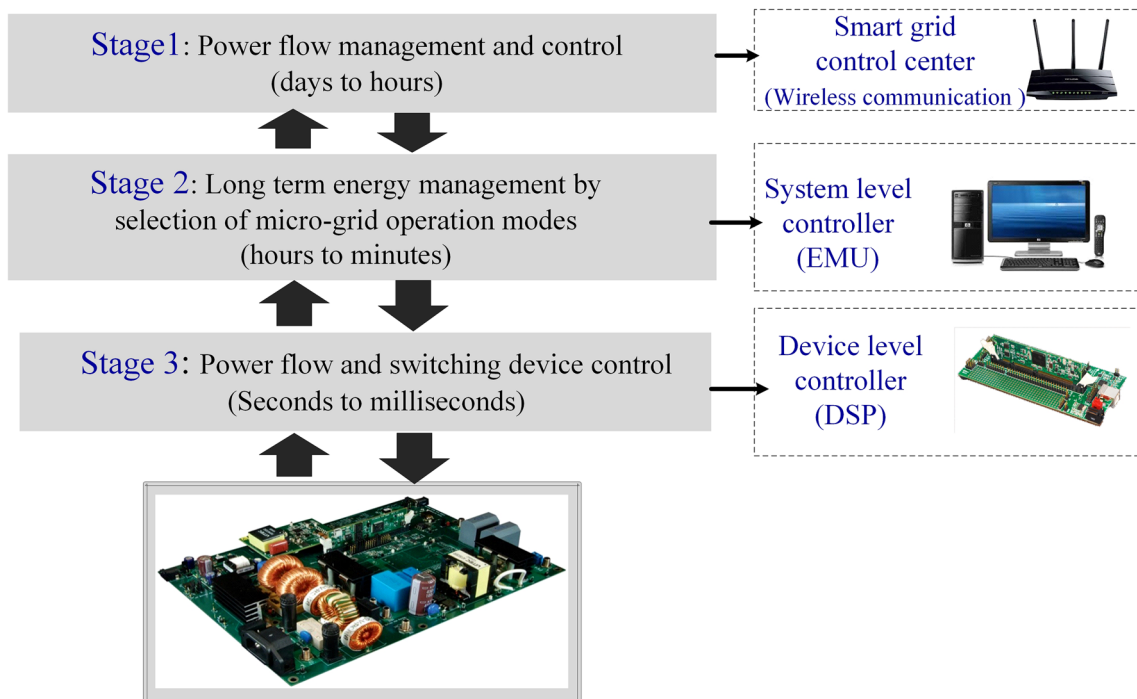 Stage1: Power flow management and control
(days to hours)
Smart grid
control center
(Wireless communication )
Stage 2: Long term energy management by
selection of micro-grid operation modes
(hours to minutes)
System level
controller
(EMU)
Stage 3: Power flow and switching device control
(Seconds to milliseconds)
Device level
controller
(DSP)